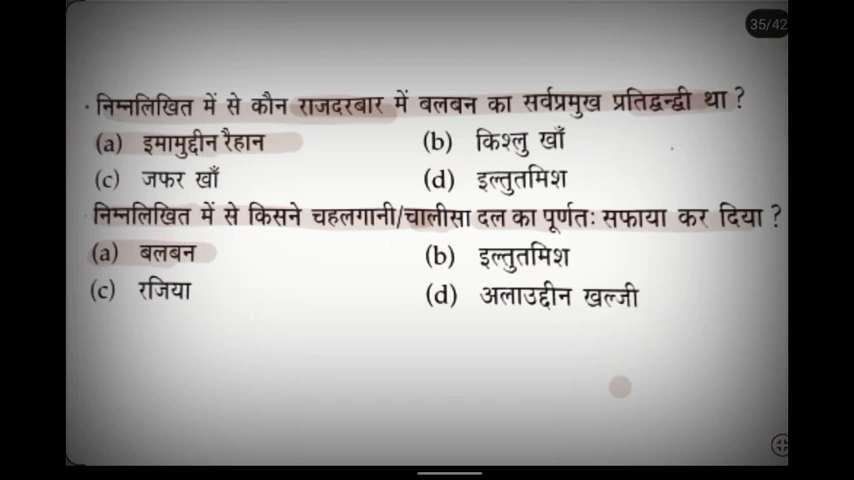 35/42
निम्नलिखित में से कौन राजदरबार में बलबन का सर्वप्रमुख प्रतिद्वन्द्वी था ?
(a) इमामुद्दीन रैहान (b) किश्लु खाँ
(c) जफर खाँ (d) इल्तुतमिश
निम्नलिखित में से किसने चहलगानी/चालीसा दल का पूर्णतः सफाया कर दिया ?
(a) बलबन (b) इल्तुतमिश
(c) रजिया (d) अलाउद्दीन खल्जी